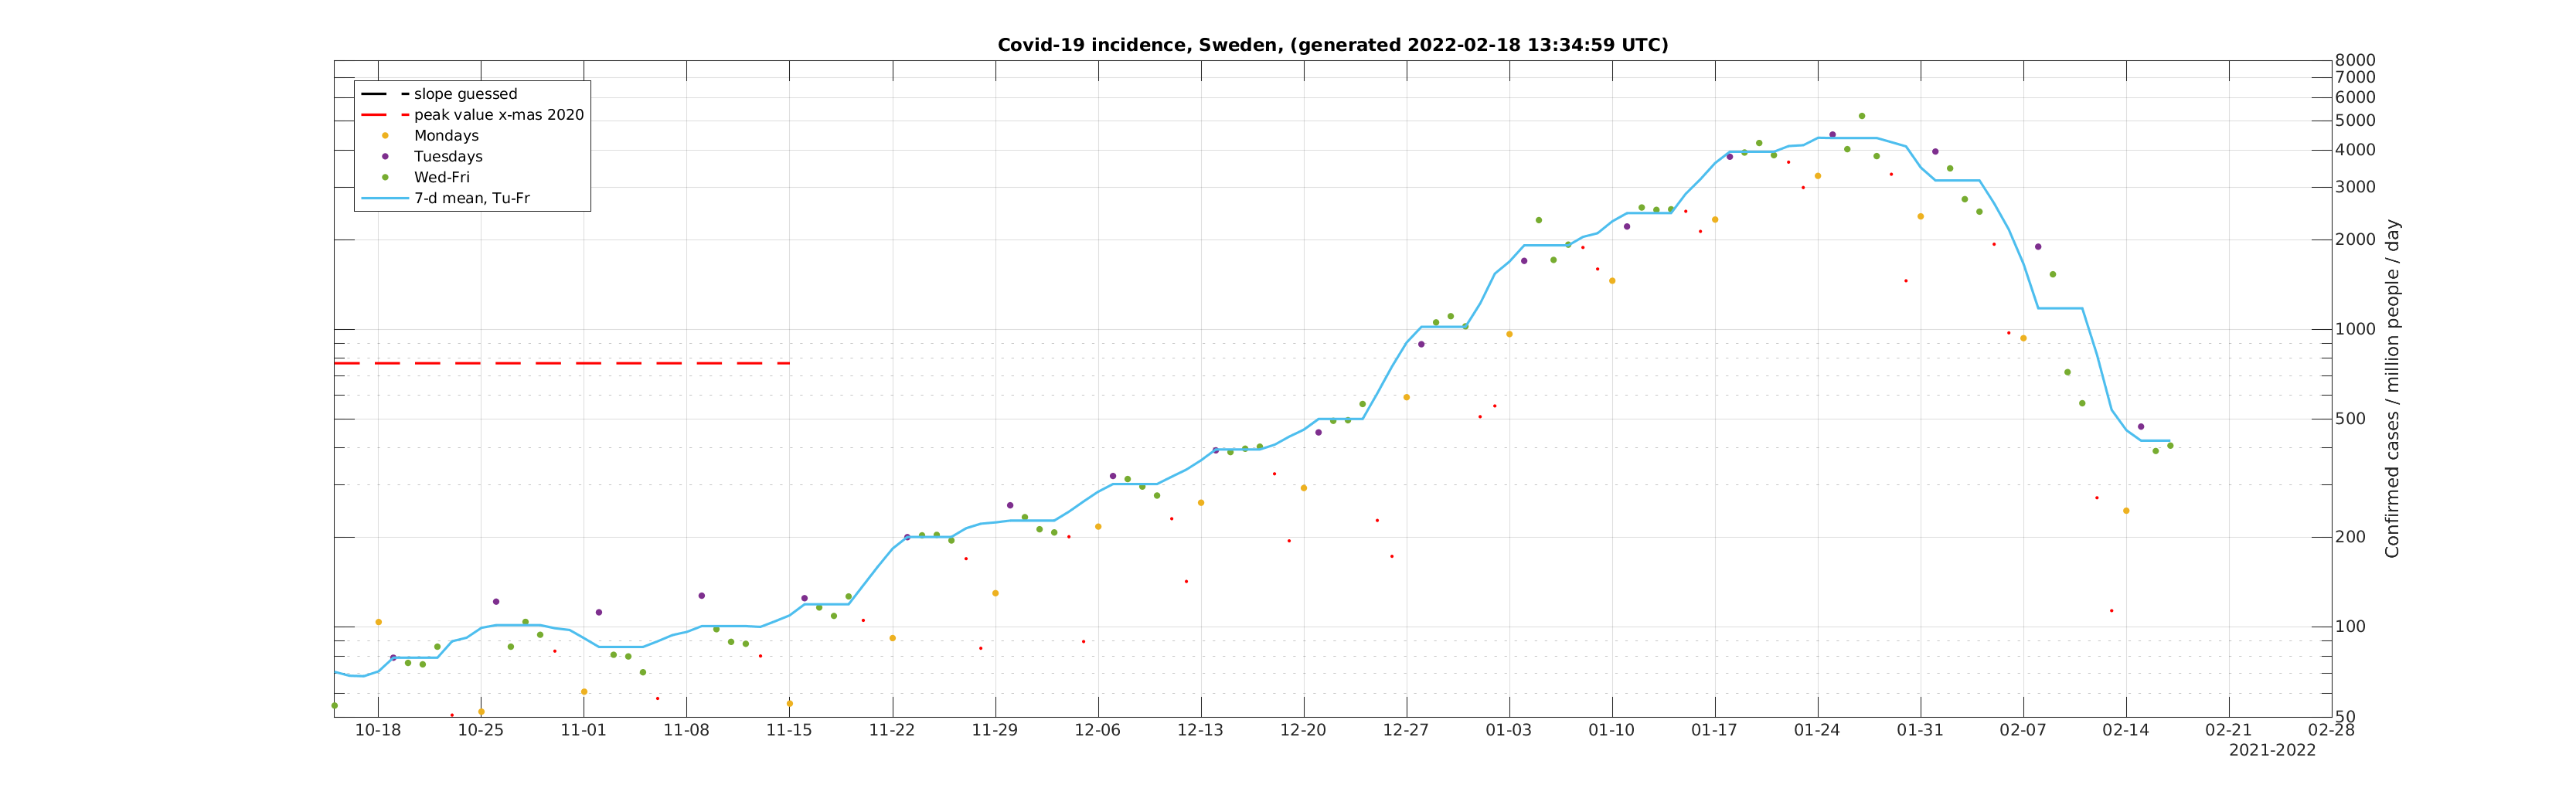 Covid-19 incidence, Sweden, (generated 2022-02-18 13:34:59 UTC)
slope guessed
peak value x-mas 2020
Mondays
Tuesdays
Wed-Fri
7-d mean, Tu-Fr
8000
7000
6000
5000
4000
3000
2000
1000
500
200
100
50
Confirmed cases / million people / day
10-18 10-25 11-01 11-08 11-15 11-22 11-29 12-06 12-13 12-20 12-27 01-03 01-10 01-17 01-24 01-31 02-07 02-14 02-21 02-28
2021-2022